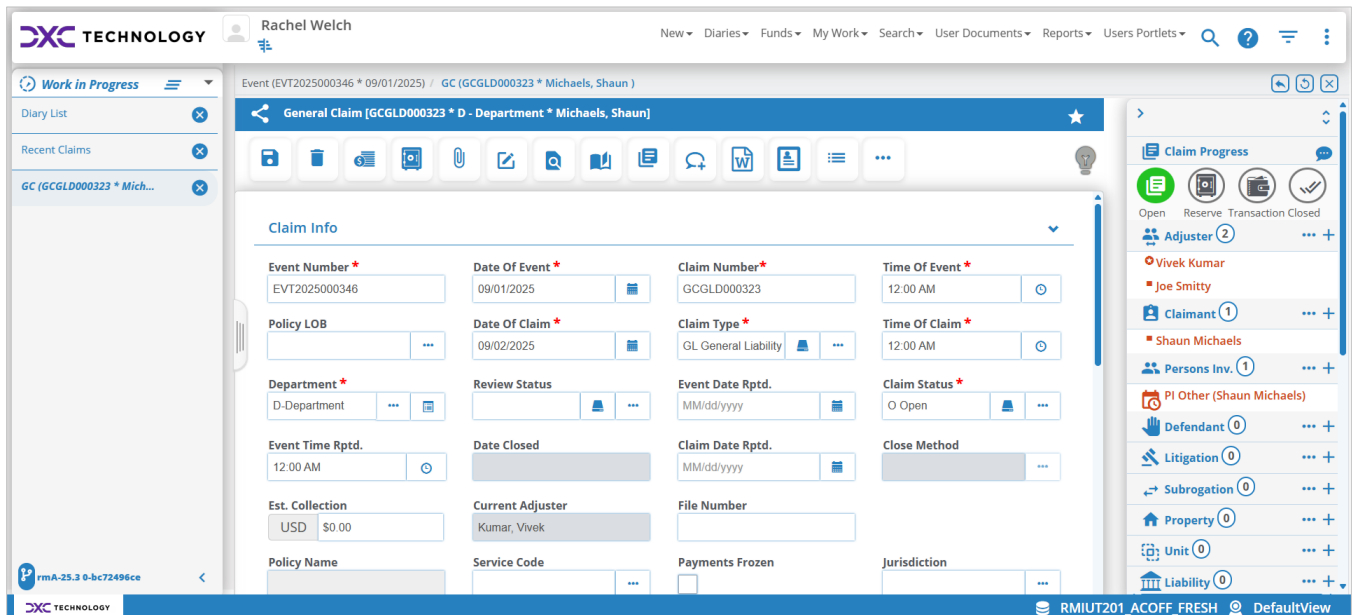 DXC TECHNOLOGY
Rachel Welch
New Diaries Funds My Work Search User Documents Reports Users Portlets
Work in Progress
Diary List
Recent Claims
GC (GCGLD000323 * Mich...
rmA-25.3 0-bc72496ce
Event (EVT2025000346 * 09/01/2025) / GC (GCGLD000323 * Michaels, Shaun )
General Claim [GCGLD000323 * D - Department * Michaels, Shaun]
Claim Info
Event Number * Date Of Event * Claim Number* Time Of Event *
EVT2025000346 09/01/2025 GCGLD000323 12:00 AM
Policy LOB Date Of Claim * Claim Type * Time Of Claim *
09/02/2025 GL General Liability 12:00 AM
Department * Review Status Event Date Rptd. Claim Status *
D-Department MM/dd/yyyy O Open
Event Time Rptd. Date Closed Claim Date Rptd. Close Method
12:00 AM MM/dd/yyyy
Est. Collection Current Adjuster File Number
USD $0.00 Kumar, Vivek
Policy Name Service Code Payments Frozen Jurisdiction
Claim Progress
Open Reserve Transaction Closed
Adjuster 2
Vivek Kumar
Joe Smitty
Claimant 1
Shaun Michaels
Persons Inv. 1
PI Other (Shaun Michaels)
Defendant 0
Litigation 0
Subrogation 0
Property 0
Unit 0
Liability 0
DXC TECHNOLOGY
RMIUT201_ACOFF_FRESH DefaultView